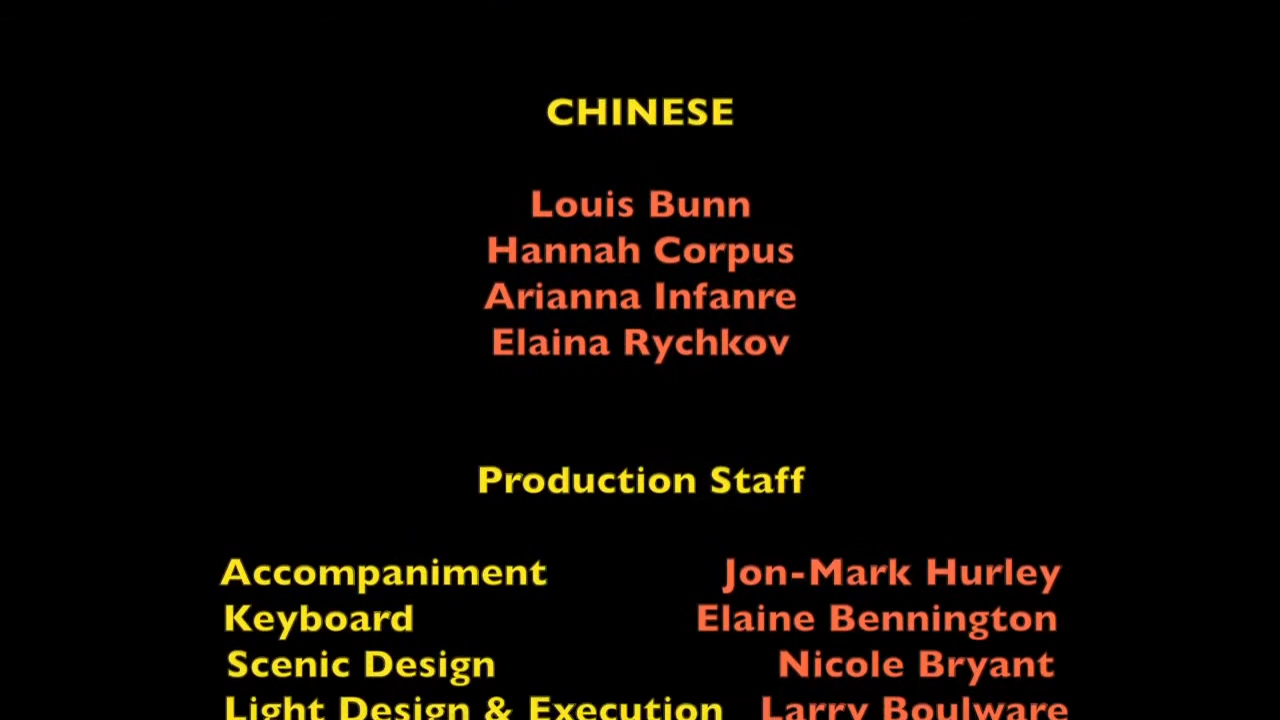 CHINESE
Louis Bunn
Hannah Corpus
Arianna Infanre
Elaina Rychkov
Production Staff
Accompaniment Jon-Mark Hurley
Keyboard Elaine Bennington
Scenic Design Nicole Bryant
Light Design & Execution Larry Boulware